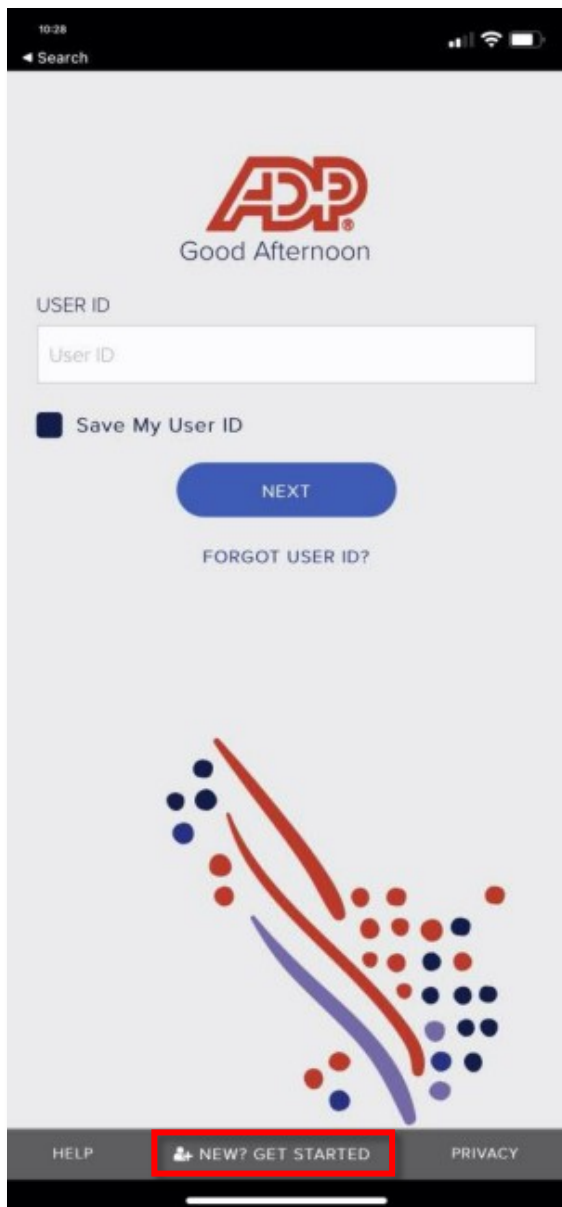 10:28
◀ Search
ADP®
Good Afternoon
USER ID
User ID
Save My User ID
NEXT
FORGOT USER ID?
HELP
NEW? GET STARTED
PRIVACY